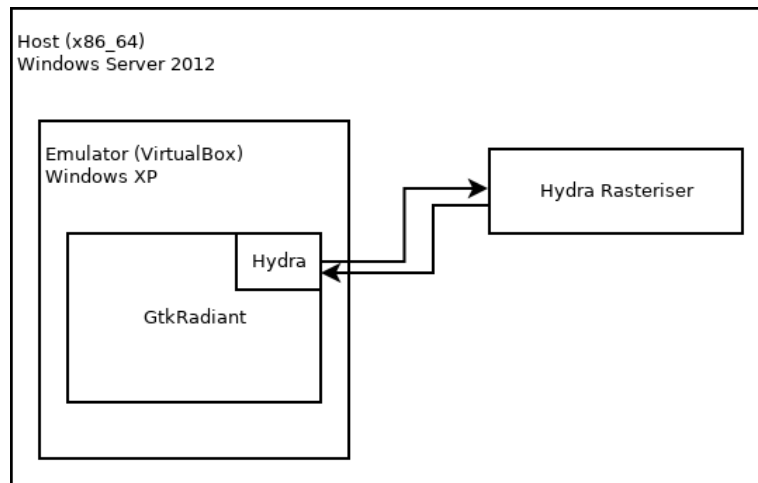 Host (x86_64)
Windows Server 2012
Emulator (VirtualBox)
Windows XP
Hydra Rasteriser
Hydra
GtkRadiant